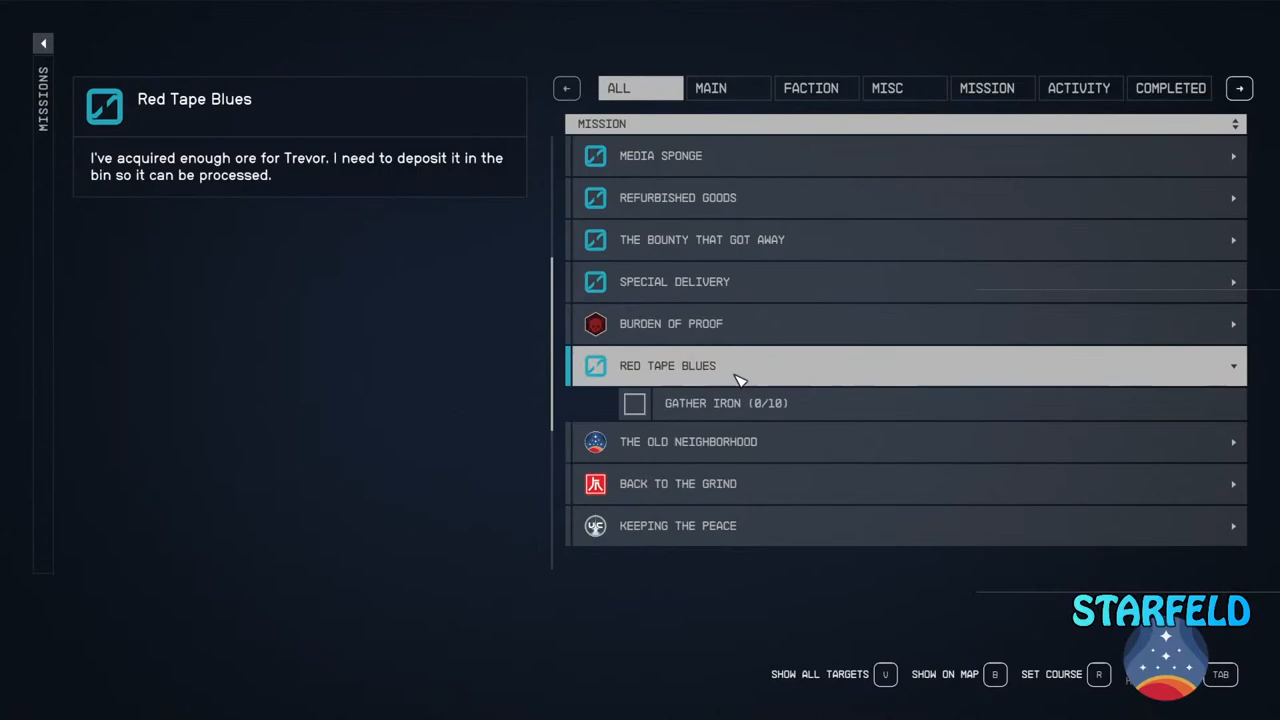 MISSIONS
Red Tape Blues
I've acquired enough ore for Trevor. I need to deposit it in the
bin so it can be processed.
ALL MAIN FACTION MISC MISSION ACTIVITY COMPLETED
MISSION
MEDIA SPONGE
REFURBISHED GOODS
THE BOUNTY THAT GOT AWAY
SPECIAL DELIVERY
BURDEN OF PROOF
RED TAPE BLUES
GATHER IRON (0/10)
THE OLD NEIGHBORHOOD
BACK TO THE GRIND
UC KEEPING THE PEACE
STARFELD
SHOW ALL TARGETS V SHOW ON MAP B SET COURSE R TAB